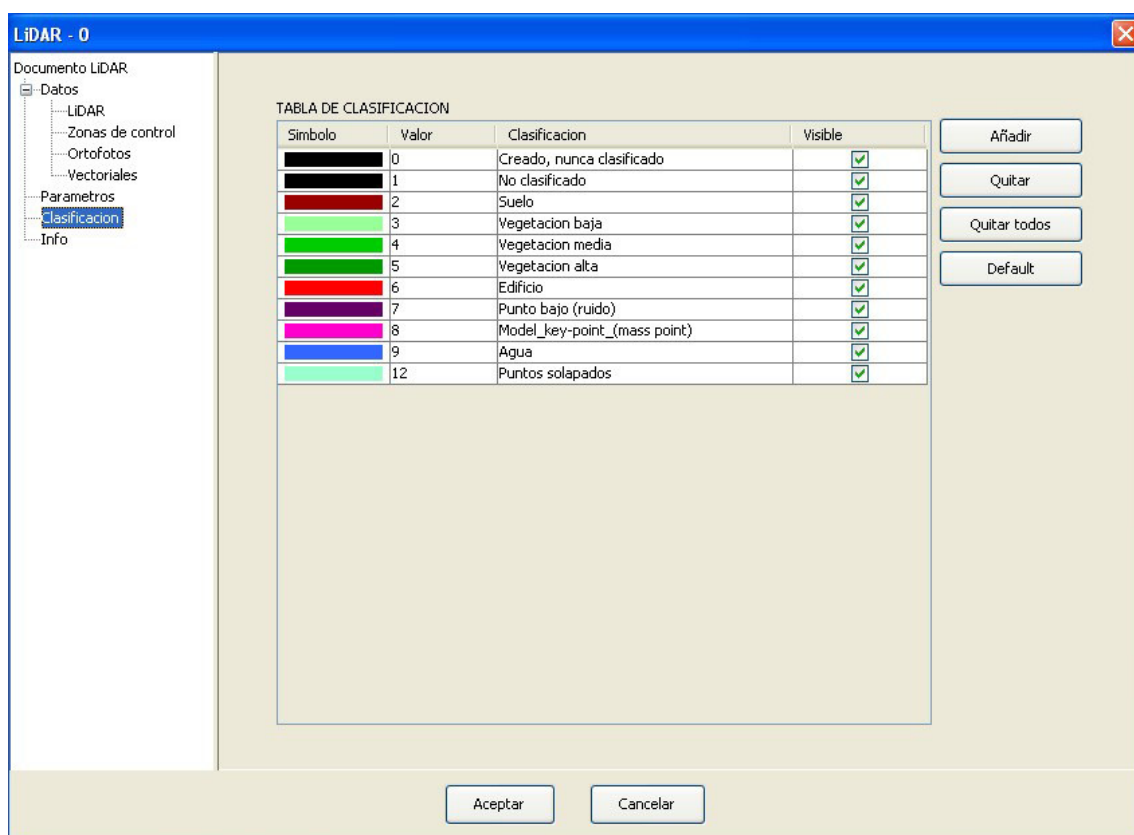 LiDAR - 0
Documento LiDAR
Datos
LiDAR
Zonas de control
Ortofotos
Vectoriales
Parametros
Clasificacion
Info
TABLA DE CLASIFICACION
Simbolo Valor Clasificacion Visible
0 Creado, nunca clasificado
1 No clasificado
2 Suelo
3 Vegetacion baja
4 Vegetacion media
5 Vegetacion alta
6 Edificio
7 Punto bajo (ruido)
8 Model_key-point_(mass point)
9 Agua
12 Puntos solapados
Añadir
Quitar
Quitar todos
Default
Aceptar Cancelar